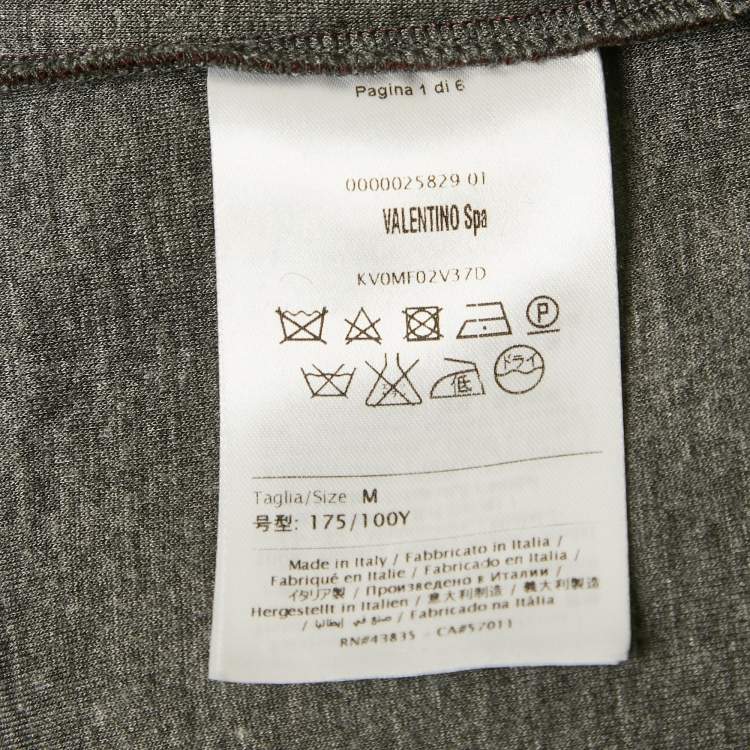 Pagina 1 di 6
0000025829 01
VALENTINO Spa
KV0MF02V37D
P
低 ドライ
Taglia/Size M
号型: 175/100Y
Made in Italy / Fabbricato in Italia /
Fabriqué en Italie / Fabricado en Italia /
イタリア製 / Произведено в Италии /
Hergestellt in Italien / 意大利制造 / 義大利製造
/ صنع في إيطاليا / Fabricado na Itália
RN#43835 - CA#57011